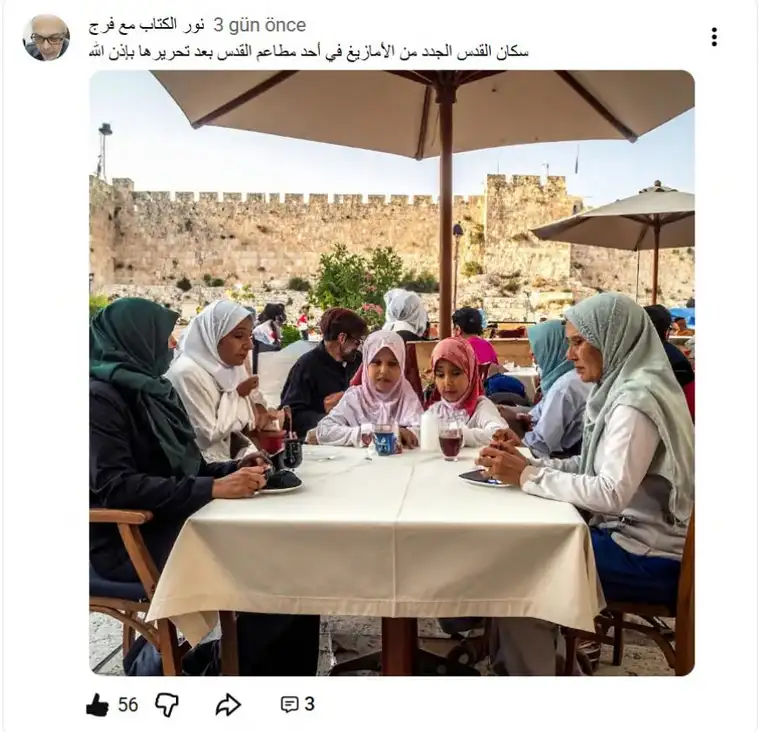 نور الكتاب مع فرج 3 gün önce
سكان القدس الجدد من الأمازيغ في أحد مطاعم القدس بعد تحريرها بإذن الله
56
3